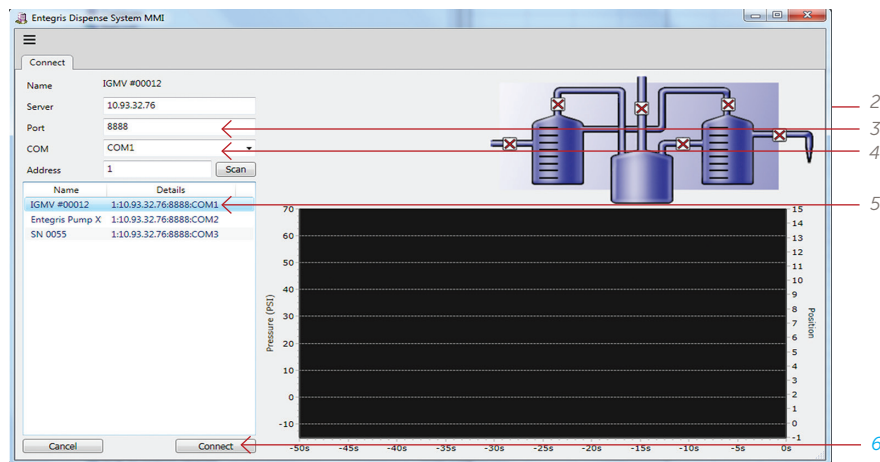 Entegris Dispense System MMI
Connect
Name IGMV #00012
Server 10.93.32.76
Port 8888
COM COM1
Address 1 Scan
Name Details
IGMV #00012 1:10.93.32.76:8888:COM1
Entegris Pump X 1:10.93.32.76:8888:COM2
SN 0055 1:10.93.32.76:8888:COM3
Cancel Connect
2
3
4
5
6
70
60
50
40
30
20
10
0
-10
Pressure (PSI)
15
14
13
12
11
10
9
8
7
6
5
4
3
2
1
0
-1
Position
-50s -45s -40s -35s -30s -25s -20s -15s -10s -5s 0s